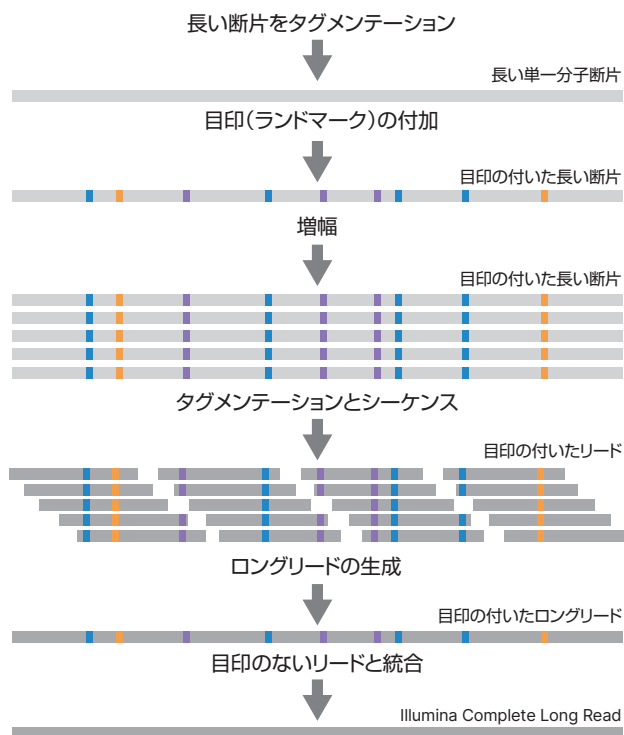 長い断片をタグメンテーション
長い単一分子断片
目印（ランドマーク）の付加
目印の付いた長い断片
増幅
目印の付いた長い断片
タグメンテーションとシーケンス
目印の付いたリード
ロングリードの生成
目印の付いたロングリード
目印のないリードと統合
Illumina Complete Long Read